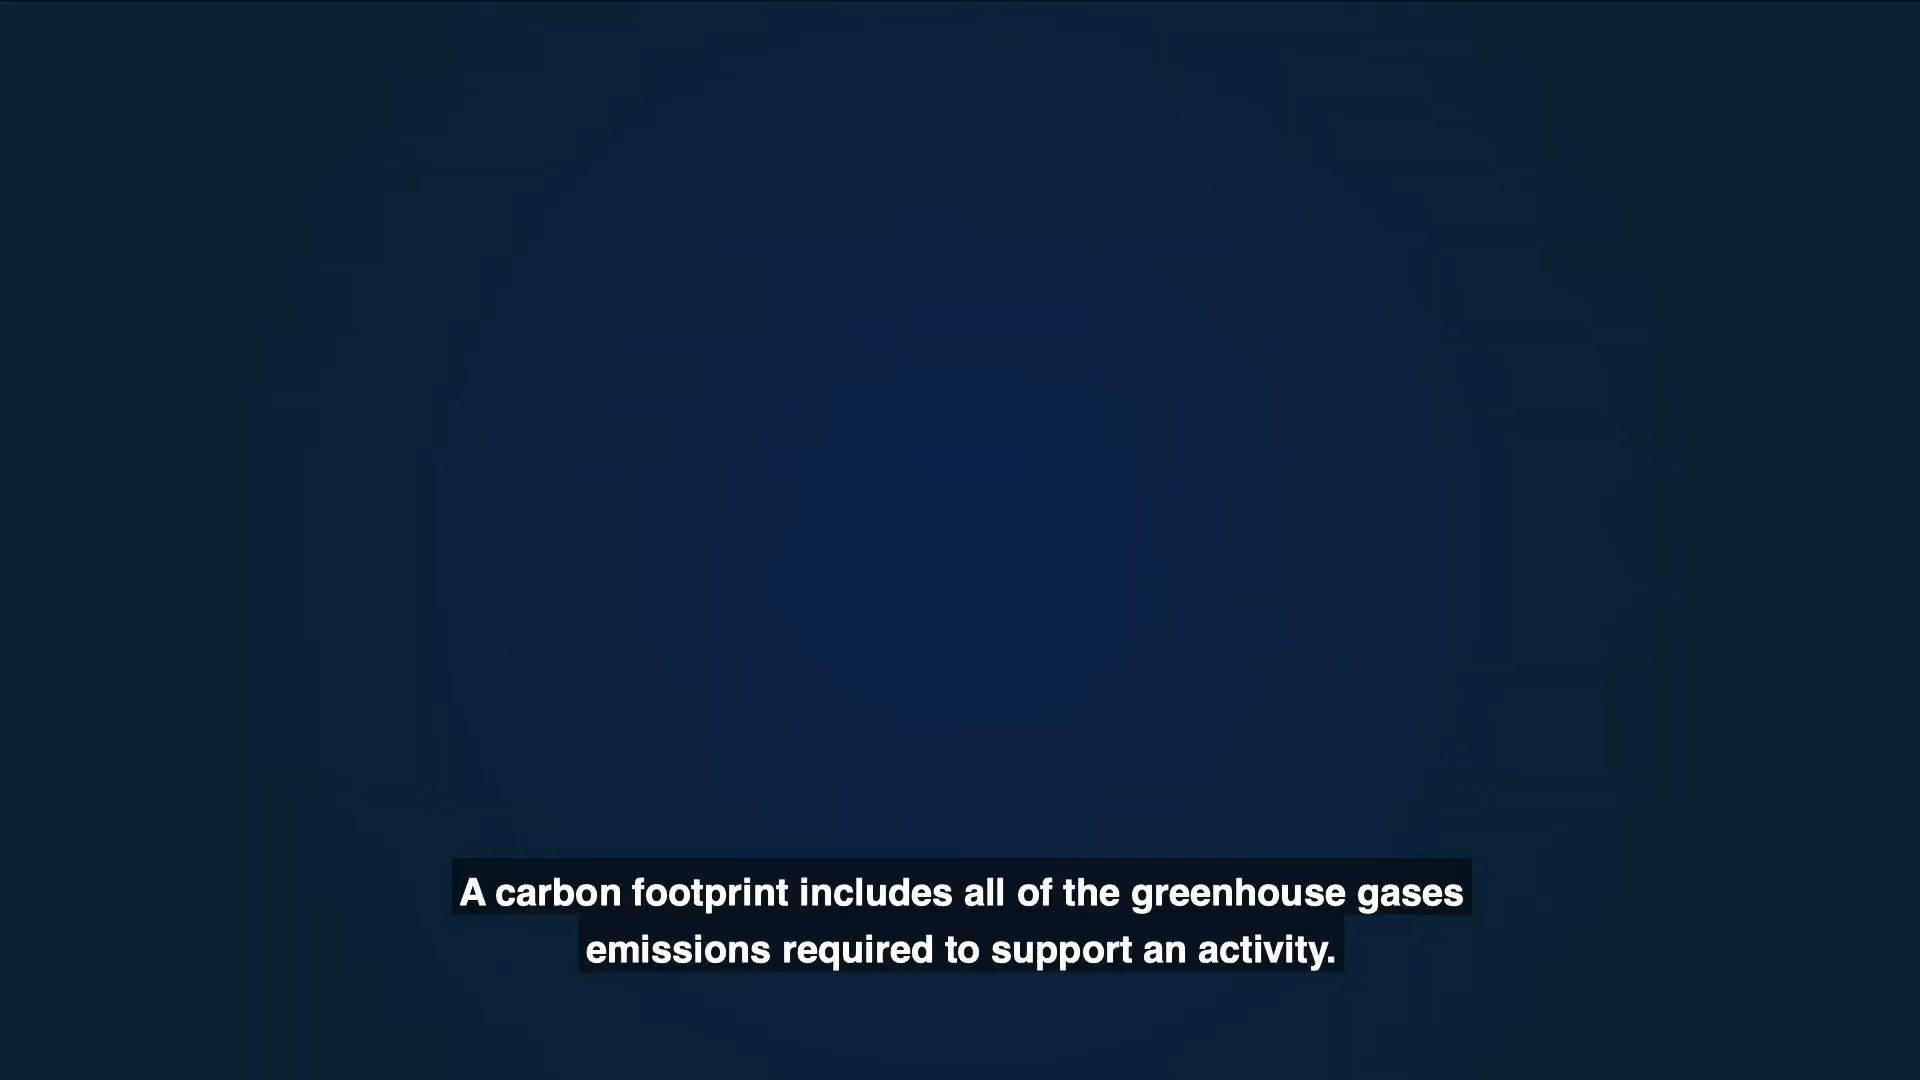 A carbon footprint includes all of the greenhouse gases
emissions required to support an activity.